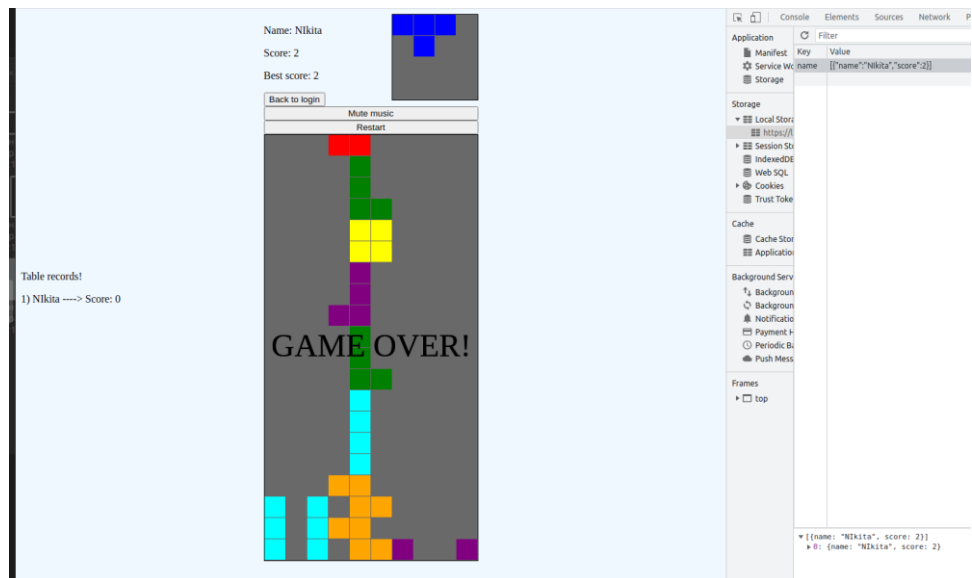 Name: NIkita
Score: 2
Best score: 2
Back to login
Mute music
Restart
Table records!
1) NIkita ----> Score: 0
GAME OVER!
Console Elements Sources Network
Application
Manifest
Service Wo
Storage
Storage
Local Stora
https://l
Session Sto
IndexedDB
Web SQL
Cookies
Trust Toke
Cache
Cache Stor
Application
Background Serv
Backgroun
Backgroun
Notificatio
Payment H
Periodic Ba
Push Mess
Frames
top
Filter
Key Value
name [{"name":"NIkita","score":2}]
[{name: "NIkita", score: 2}]
0: {name: "NIkita", score: 2}